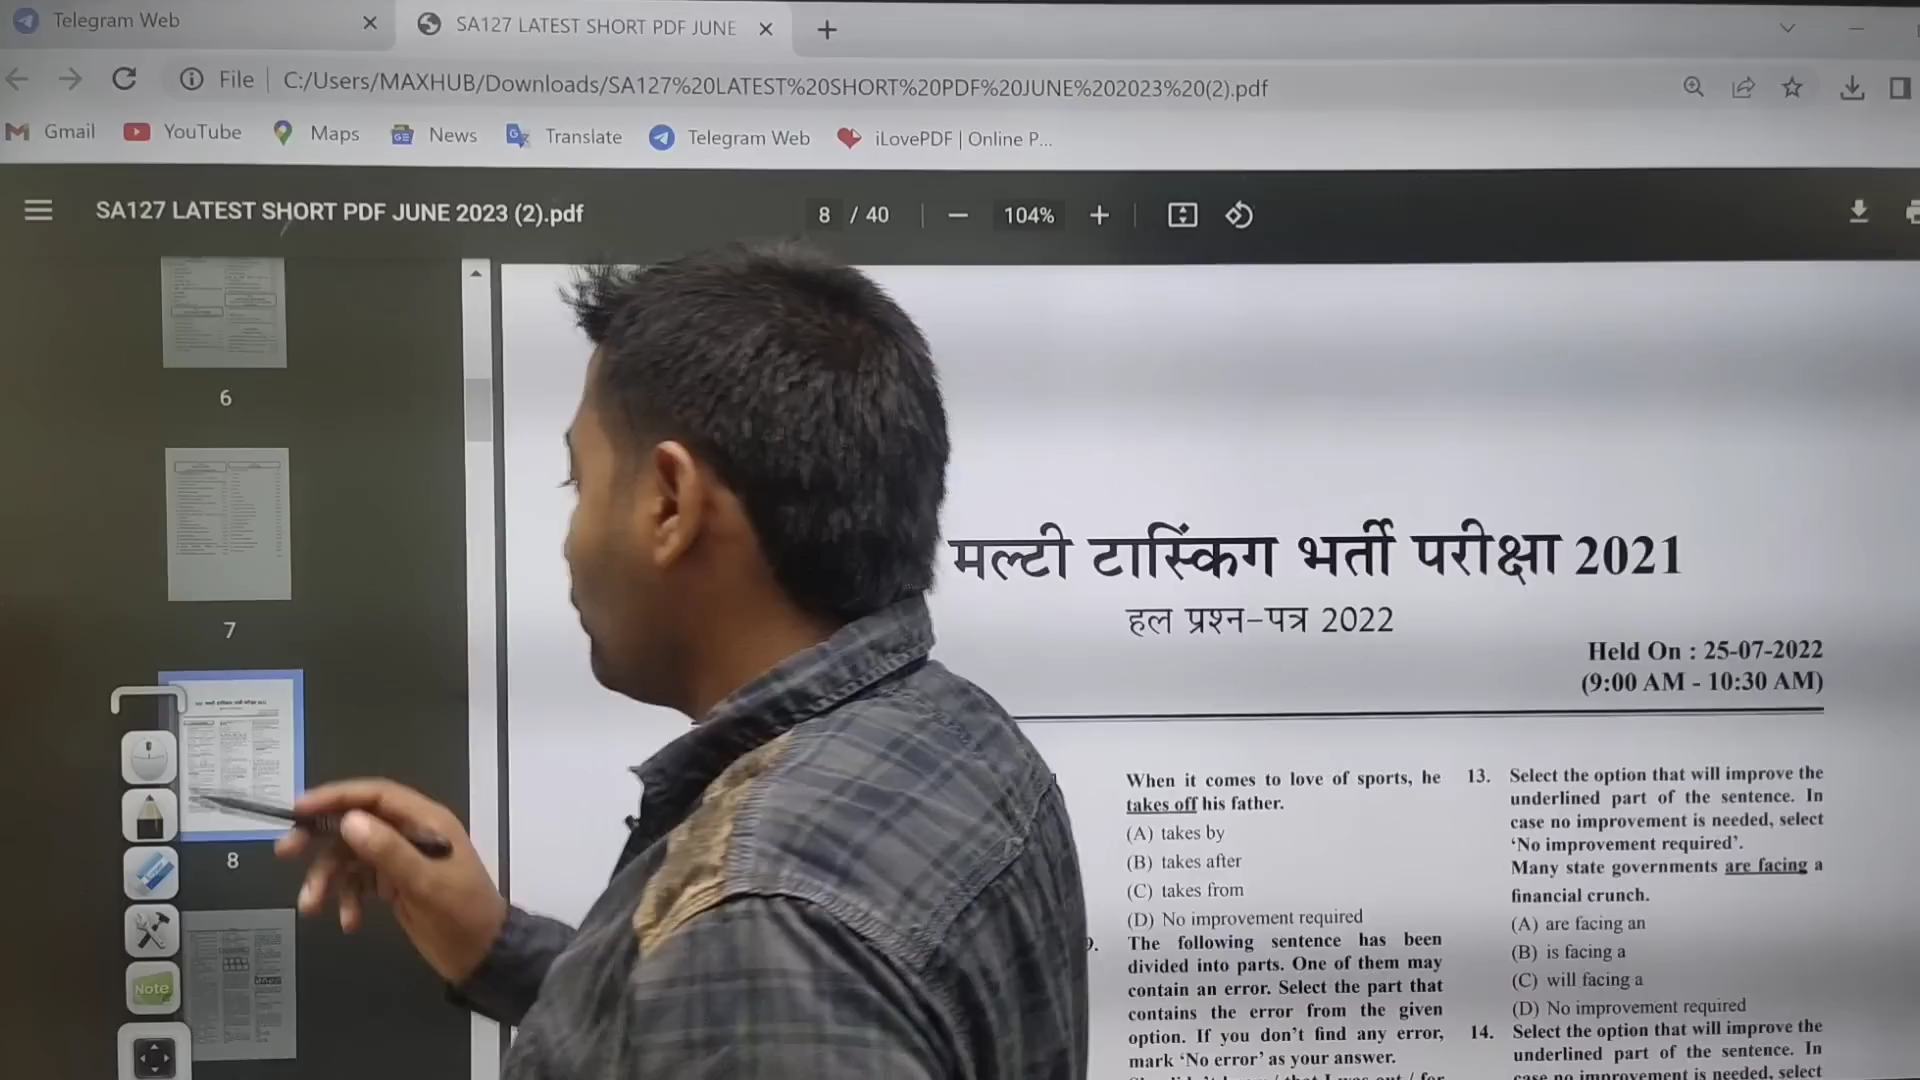 Telegram Web
SA127 LATEST SHORT PDF JUNE
File
C:/Users/MAXHUB/Downloads/SA127%20LATEST%20SHORT%20PDF%20JUNE%202023%20(2).pdf
Gmail
YouTube
Maps
News
Translate
Telegram Web
iLovePDF | Online P...
SA127 LATEST SHORT PDF JUNE 2023 (2).pdf
8 / 40
104%
6
7
8
Note
मल्टी टास्किंग भर्ती परीक्षा 2021
हल प्रश्न-पत्र 2022
Held On : 25-07-2022
(9:00 AM - 10:30 AM)
When it comes to love of sports, he
takes off his father.
(A) takes by
(B) takes after
(C) takes from
(D) No improvement required
The following sentence has been
divided into parts. One of them may
contain an error. Select the part that
contains the error from the given
option. If you don't find any error,
mark 'No error' as your answer.
13. Select the option that will improve the
underlined part of the sentence. In
case no improvement is needed, select
'No improvement required'.
Many state governments are facing a
financial crunch.
(A) are facing an
(B) is facing a
(C) will facing a
(D) No improvement required
14. Select the option that will improve the
underlined part of the sentence. In
case no improvement is needed, select